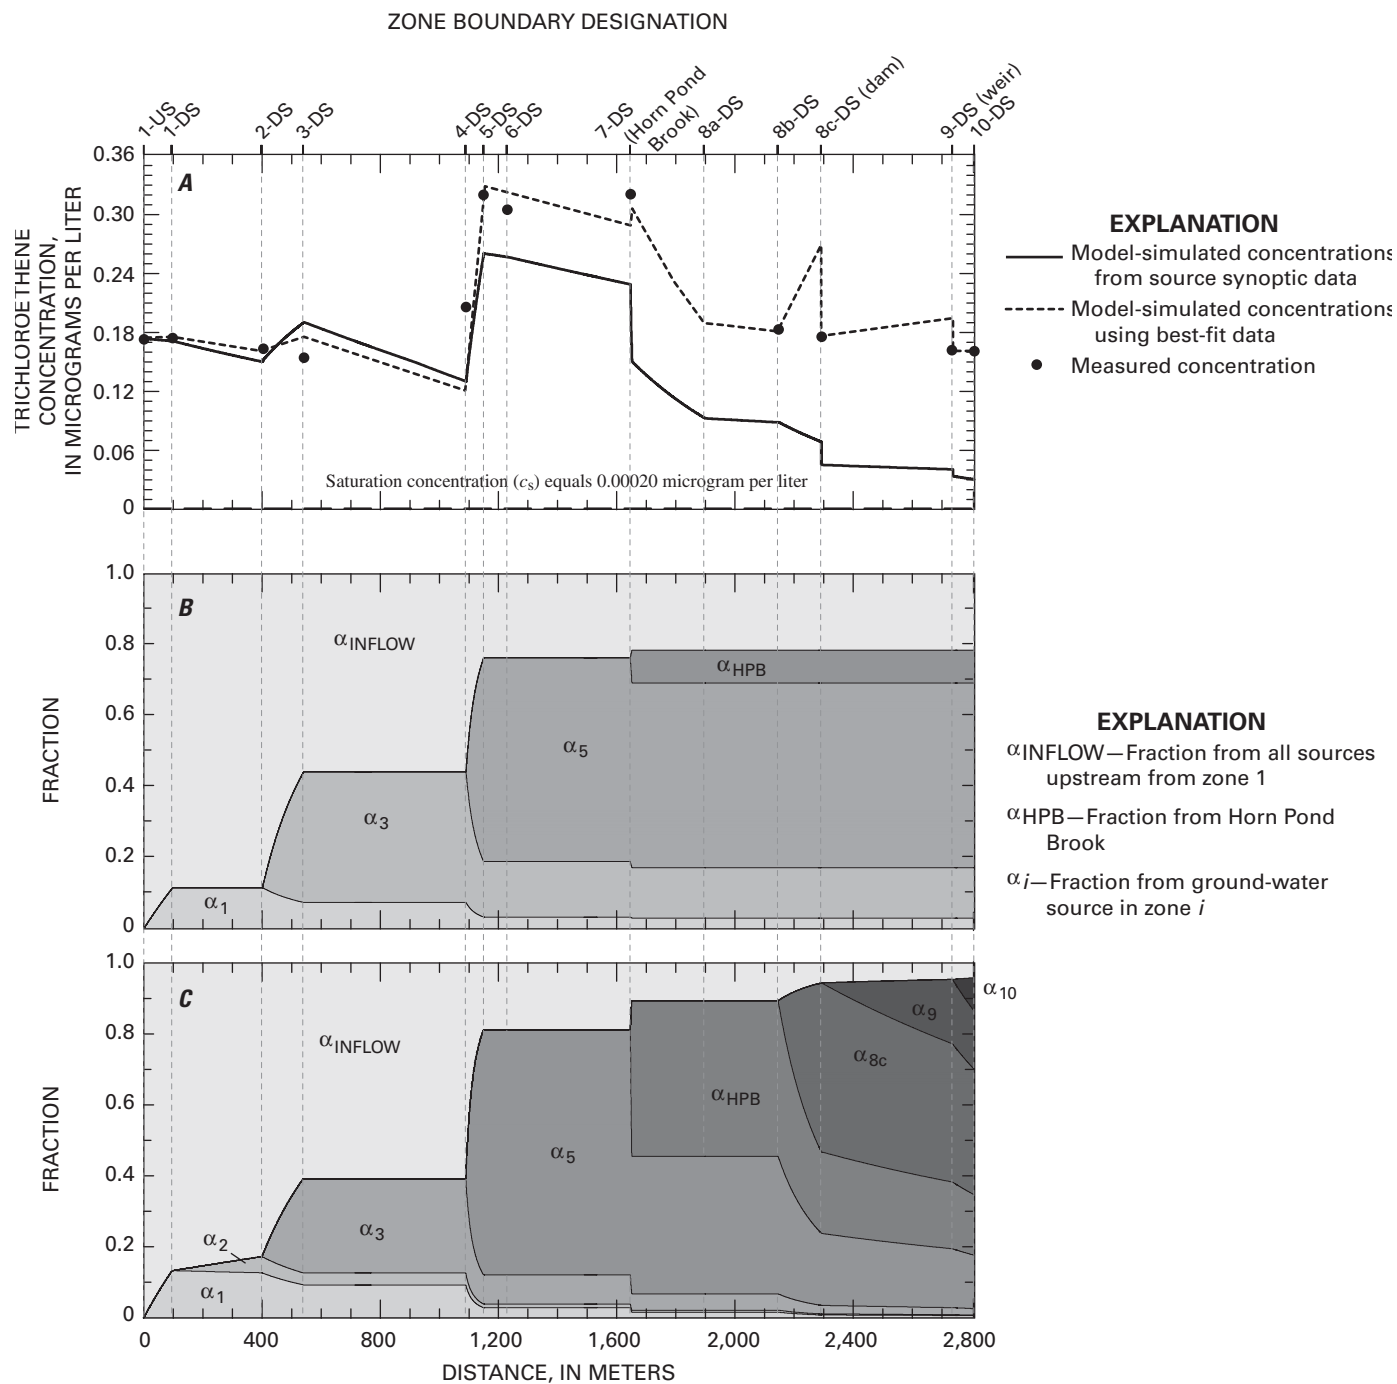 ZONE BOUNDARY DESIGNATION
1-US
1-DS
2-DS
3-DS
4-DS
5-DS
6-DS
7-DS
(Horn Pond
Brook)
8a-DS
8b-DS
8c-DS (dam)
9-DS (weir)
10-DS
TRICHLOROETHENE
CONCENTRATION,
IN MICROGRAMS PER LITER
0.36
0.30
0.24
0.18
0.12
0.06
0
A
Saturation concentration (cs) equals 0.00020 microgram per liter
EXPLANATION
Model-simulated concentrations
from source synoptic data
Model-simulated concentrations
using best-fit data
Measured concentration
FRACTION
1.0
0.8
0.6
0.4
0.2
0
B
αINFLOW
αHPB
α5
α3
α1
EXPLANATION
αINFLOW—Fraction from all sources
upstream from zone 1
αHPB—Fraction from Horn Pond
Brook
αi—Fraction from ground-water
source in zone i
FRACTION
1.0
0.8
0.6
0.4
0.2
0
C
αINFLOW
α10
α9
α8c
αHPB
α5
α3
α2
α1
0 400 800 1,200 1,600 2,000 2,400 2,800
DISTANCE, IN METERS